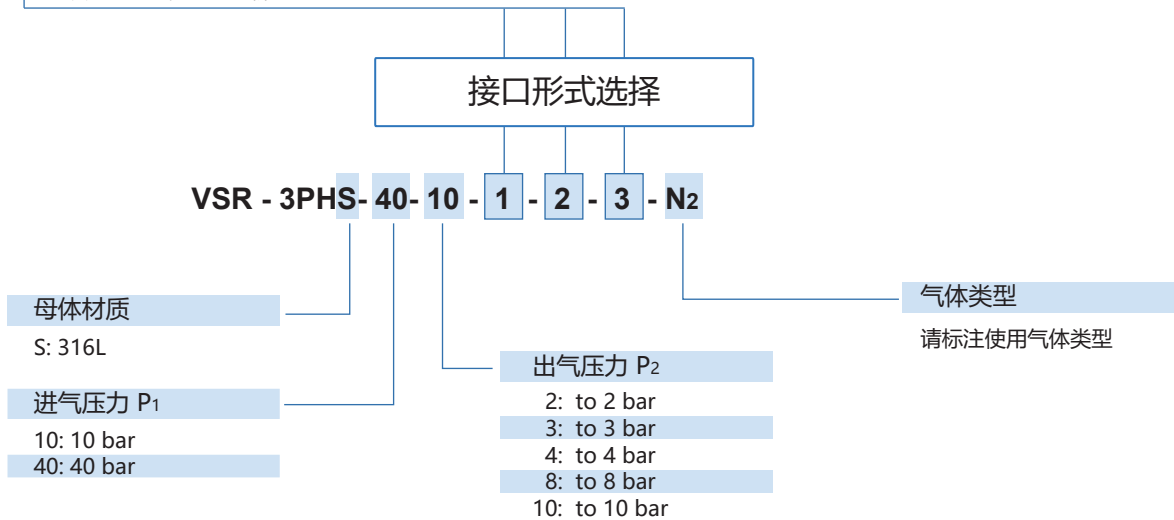 接口形式选择
VSR - 3PHS- 40- 10 - 1 - 2 - 3 - N2
母体材质
S: 316L
进气压力 P1
10: 10 bar
40: 40 bar
出气压力 P2
2: to 2 bar
3: to 3 bar
4: to 4 bar
8: to 8 bar
10: to 10 bar
气体类型
请标注使用气体类型